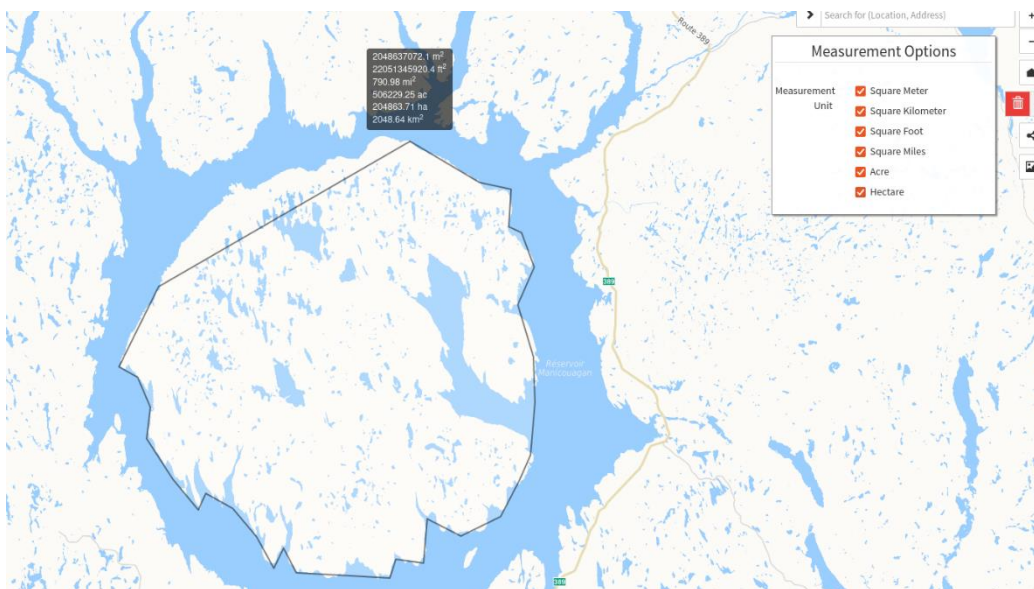 Search for (Location, Address)
Route 389
2048637072.1 m²
22051345920.4 ft²
790.98 mi²
506229.25 ac
204863.71 ha
2048.64 km²
Measurement Options
Measurement
Unit
Square Meter
Square Kilometer
Square Foot
Square Miles
Acre
Hectare
389
Réservoir
Manicouagan
389